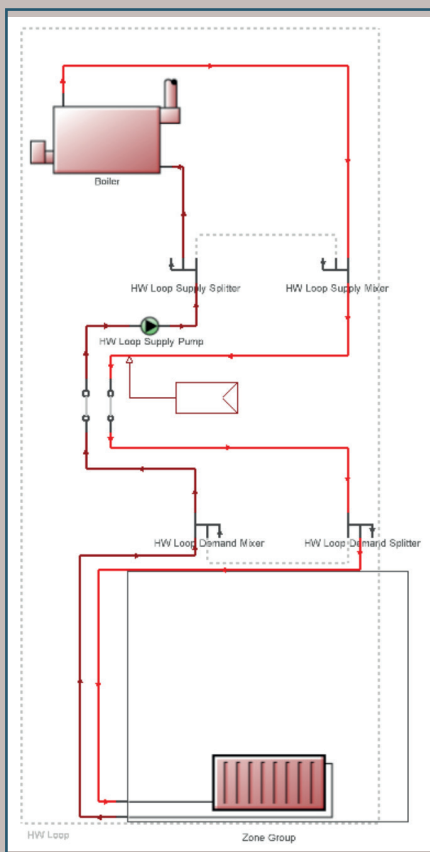 Boiler
HW Loop Supply Splitter
HW Loop Supply Mixer
HW Loop Supply Pump
HW Loop Demand Mixer
HW Loop Demand Splitter
HW Loop
Zone Group